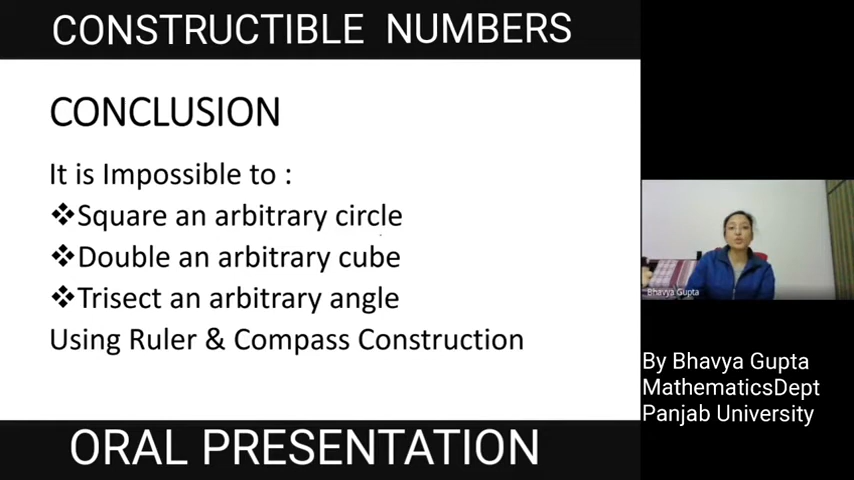 CONSTRUCTIBLE NUMBERS
CONCLUSION
It is Impossible to :
❖Square an arbitrary circle
❖Double an arbitrary cube
❖Trisect an arbitrary angle
Using Ruler & Compass Construction
Bhavya Gupta
By Bhavya Gupta
MathematicsDept
Panjab University
ORAL PRESENTATION